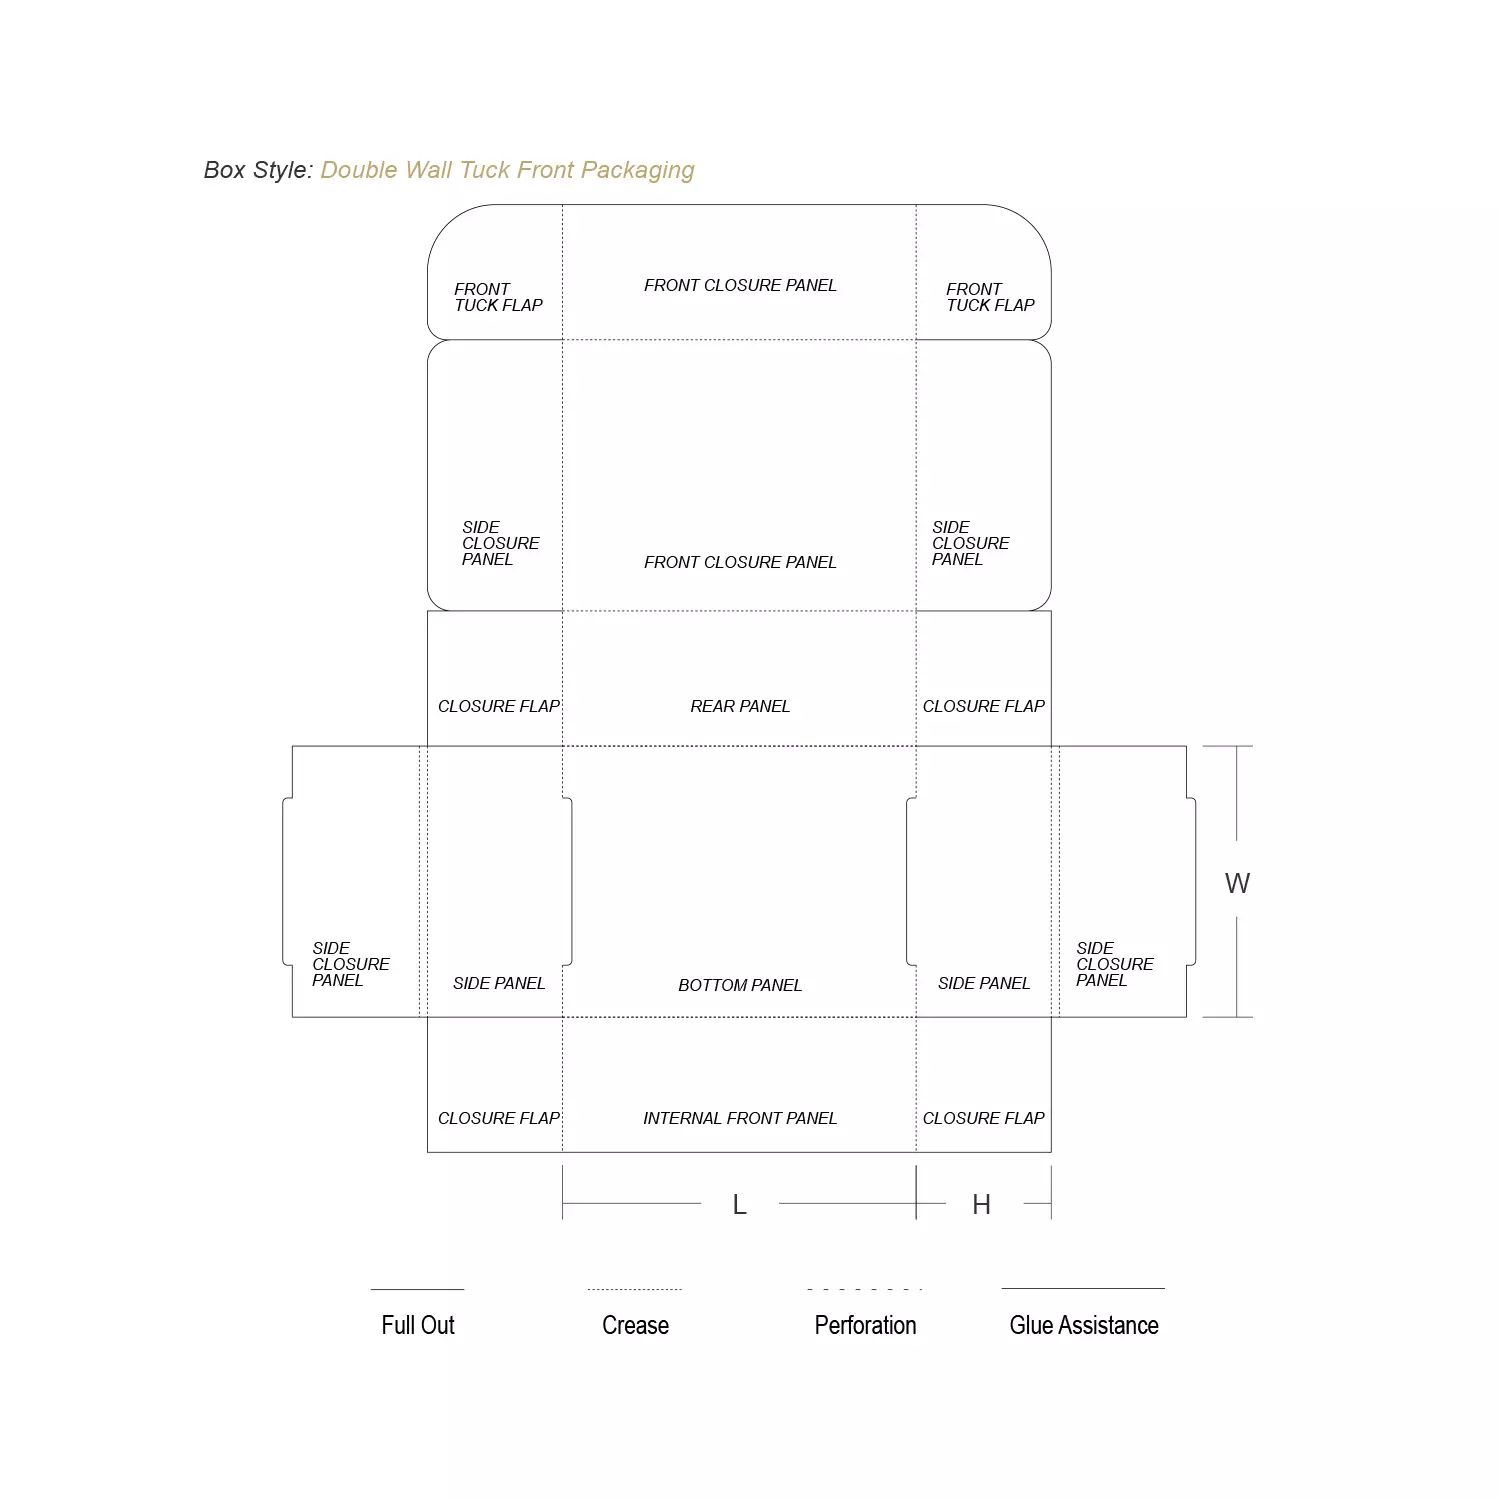 Box Style: Double Wall Tuck Front Packaging
FRONT
TUCK FLAP
FRONT CLOSURE PANEL
FRONT
TUCK FLAP
SIDE
CLOSURE
PANEL
FRONT CLOSURE PANEL
SIDE
CLOSURE
PANEL
CLOSURE FLAP
REAR PANEL
CLOSURE FLAP
W
SIDE
CLOSURE
PANEL
SIDE PANEL
BOTTOM PANEL
SIDE PANEL
SIDE
CLOSURE
PANEL
CLOSURE FLAP
INTERNAL FRONT PANEL
CLOSURE FLAP
L
H
Full Out
Crease
Perforation
Glue Assistance